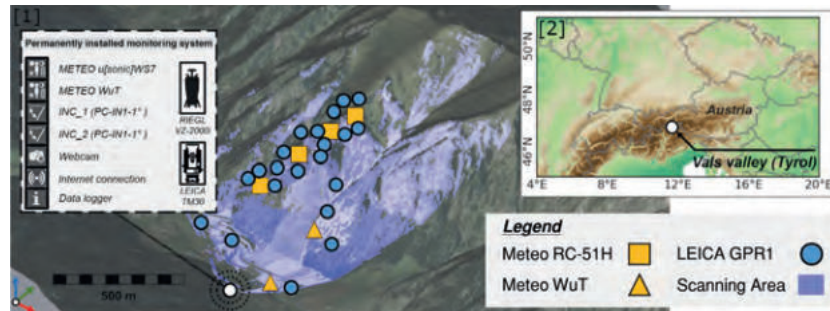 [1]
Permanently installed monitoring system
METEO u[sonic]WS7
METEO WuT
INC_1 (PC-IN1-1°)
INC_2 (PC-IN1-1°)
Webcam
Internet connection
Data logger
RIEGL
VZ-2000i
LEICA
TM30
500 m
[2]
50°N
48°N
46°N
4°E
8°E
12°E
16°E
20°E
Austria
Vals valley (Tyrol)
Legend
Meteo RC-51H
LEICA GPR1
Meteo WuT
Scanning Area